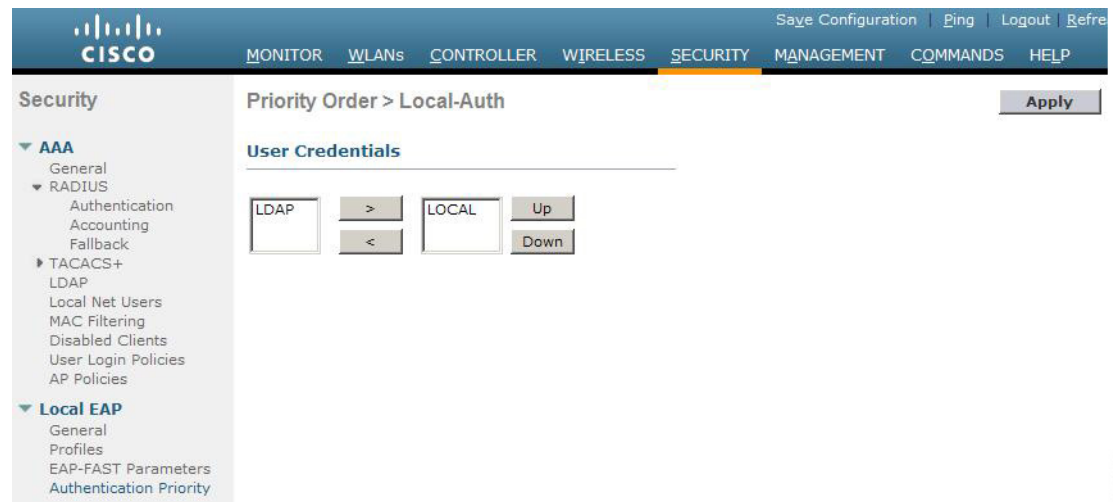 Save Configuration | Ping | Logout | Refre
CISCO
MONITOR WLANs CONTROLLER WIRELESS SECURITY MANAGEMENT COMMANDS HELP
Security
AAA
General
RADIUS
Authentication
Accounting
Fallback
TACACS+
LDAP
Local Net Users
MAC Filtering
Disabled Clients
User Login Policies
AP Policies
Local EAP
General
Profiles
EAP-FAST Parameters
Authentication Priority
Priority Order > Local-Auth
Apply
User Credentials
LDAP > LOCAL Up
< Down